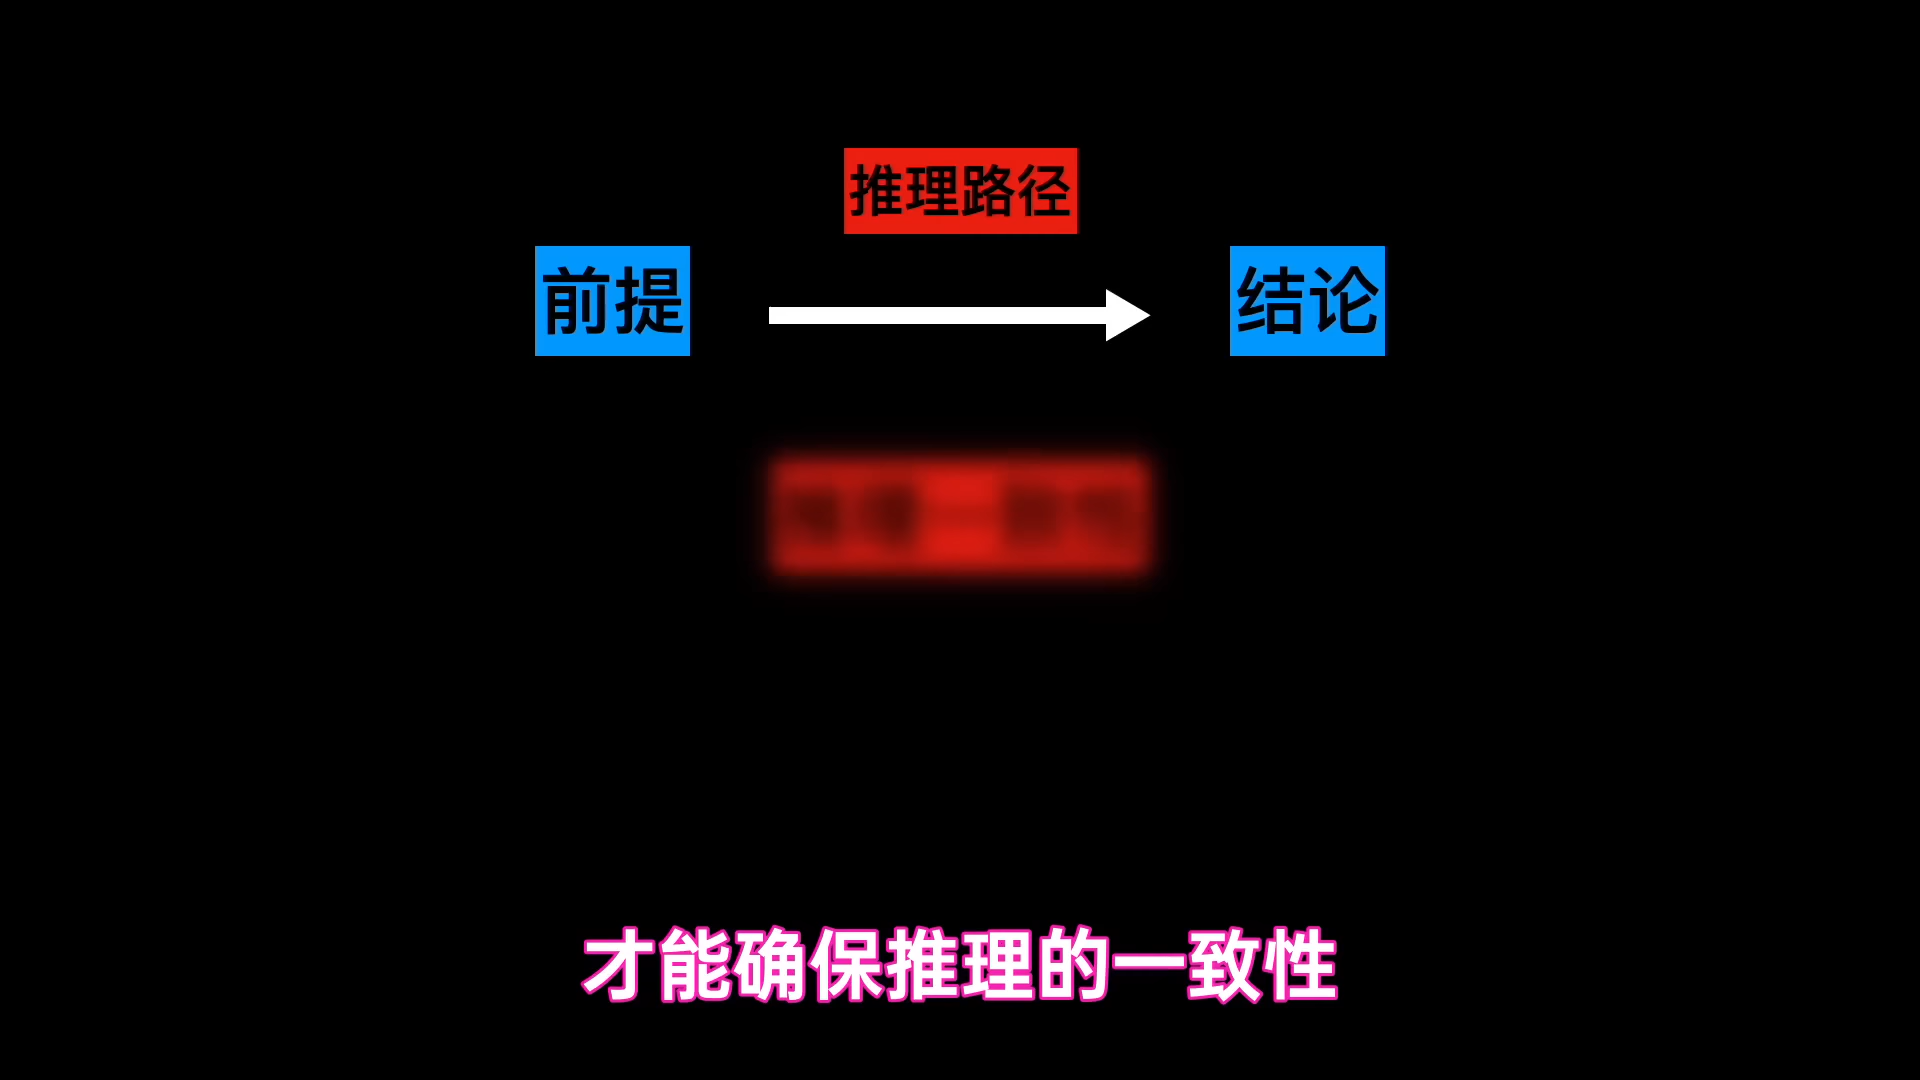 推理路径
前提
结论
才能确保推理的一致性